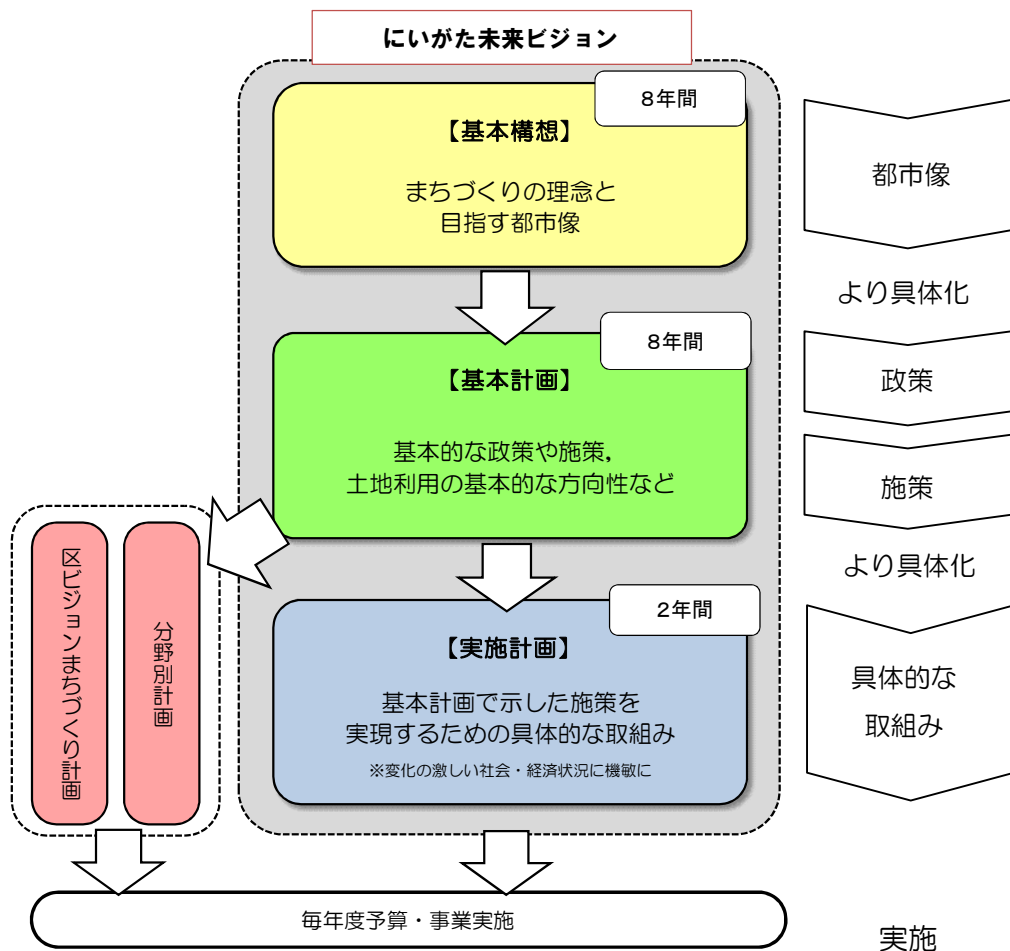 にいがた未来ビジョン
8年間
【基本構想】
まちづくりの理念と
目指す都市像
都市像
より具体化
8年間
【基本計画】
基本的な政策や施策，
土地利用の基本的な方向性など
政策
施策
より具体化
区ビジョンまちづくり計画
分野別計画
2年間
【実施計画】
基本計画で示した施策を
実現するための具体的な取組み
※変化の激しい社会・経済状況に機敏に
具体的な
取組み
毎年度予算・事業実施
実施